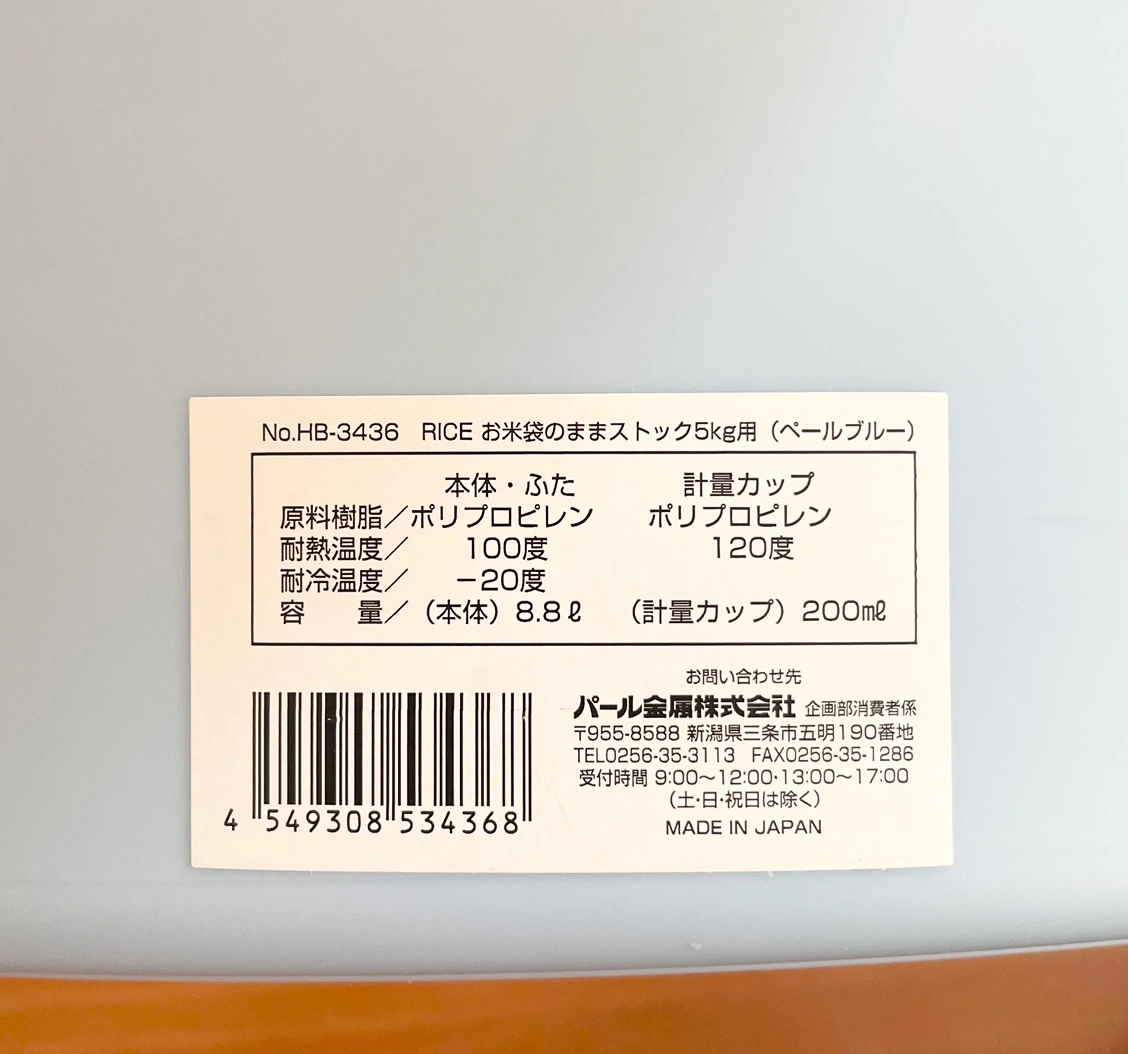 No.HB-3436 RICE お米袋のままストック5kg用（ペールブルー）
本体・ふた 計量カップ
原料樹脂／ポリプロピレン ポリプロピレン
耐熱温度／ 100度 120度
耐冷温度／ －20度
容 量／（本体）8.8ℓ （計量カップ）200㎖
お問い合わせ先
パール金属株式会社 企画部消費者係
〒955-8588 新潟県三条市五明190番地
TEL0256-35-3113 FAX0256-35-1286
受付時間 9:00〜12:00・13:00〜17:00
（土・日・祝日は除く）
MADE IN JAPAN
4 549308 534368